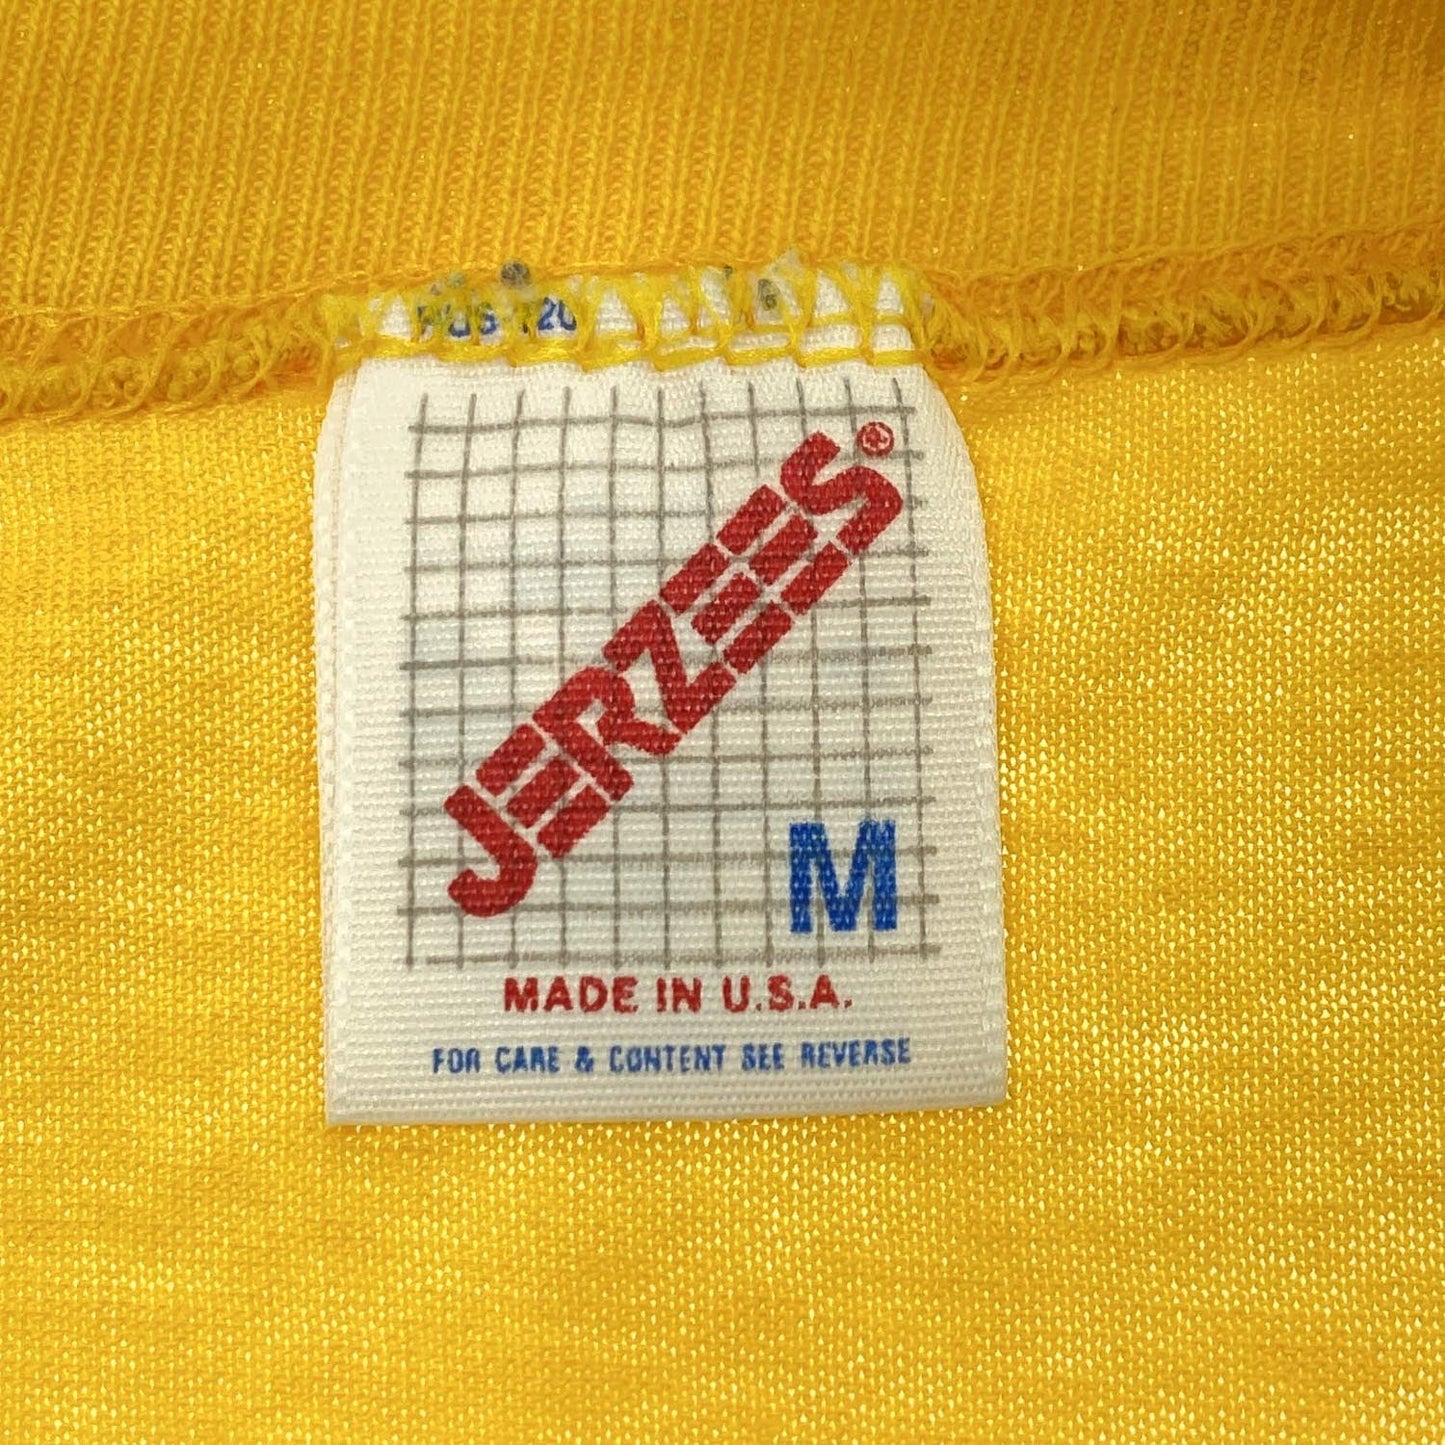 JERZEES®
M
MADE IN U.S.A.
FOR CARE & CONTENT SEE REVERSE